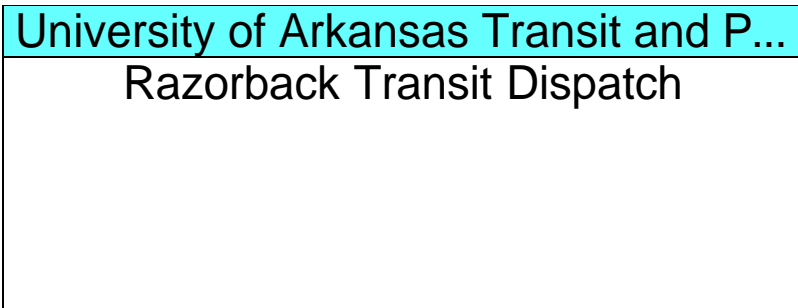 University of Arkansas Transit and P...
Razorback Transit Dispatch